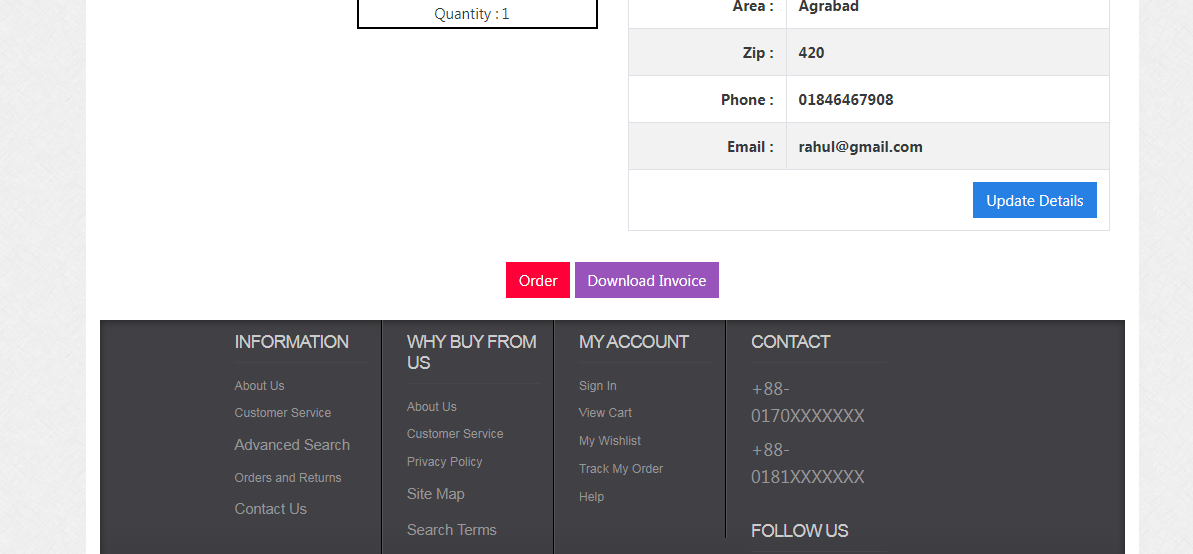 Quantity : 1
Area : Agrabad
Zip : 420
Phone : 01846467908
Email : rahul@gmail.com
Update Details
Order Download Invoice
INFORMATION
About Us
Customer Service
Advanced Search
Orders and Returns
Contact Us
WHY BUY FROM
US
About Us
Customer Service
Privacy Policy
Site Map
Search Terms
MY ACCOUNT
Sign In
View Cart
My Wishlist
Track My Order
Help
CONTACT
+88-
0170XXXXXXX
+88-
0181XXXXXXX
FOLLOW US